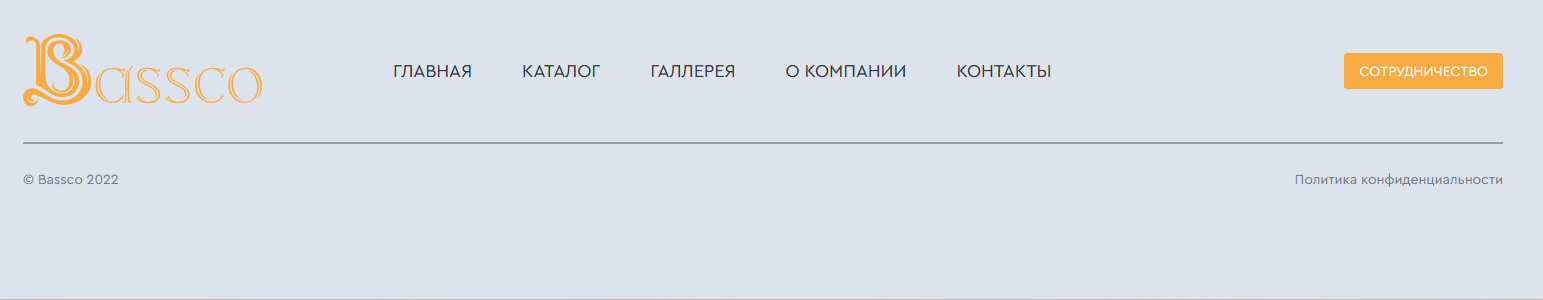 Bassco
ГЛАВНАЯ КАТАЛОГ ГАЛЛЕРЕЯ О КОМПАНИИ КОНТАКТЫ СОТРУДНИЧЕСТВО
© Bassco 2022 Политика конфиденциальности